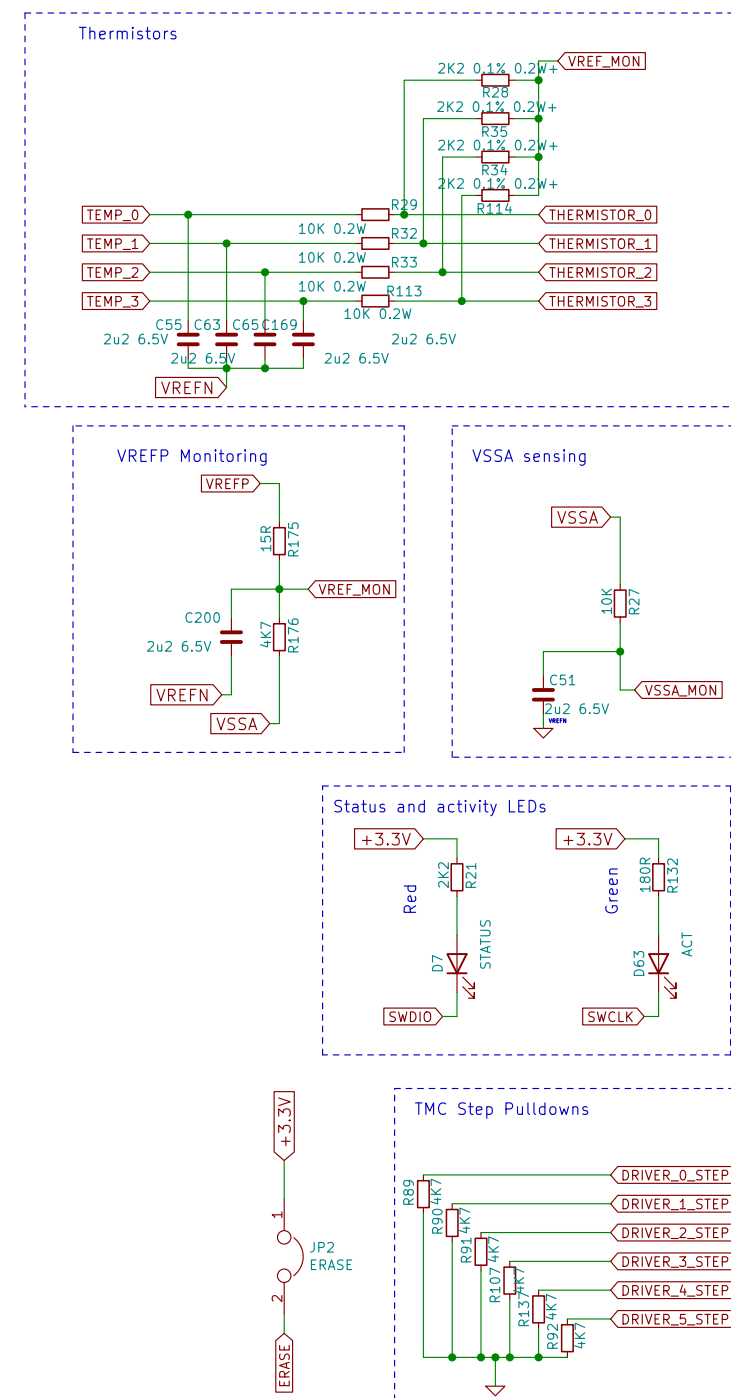 Thermistors
VREF_MON
2K2 0.1% 0.2W+
R28
2K2 0.1% 0.2W+
R35
2K2 0.1% 0.2W+
R34
2K2 0.1% 0.2W+
R114
TEMP_0
R29
THERMISTOR_0
10K 0.2W
TEMP_1
R32
THERMISTOR_1
10K 0.2W
TEMP_2
R33
THERMISTOR_2
10K 0.2W
TEMP_3
R113
THERMISTOR_3
10K 0.2W
C55
C63
C65
C169
2u2 6.5V
2u2 6.5V
2u2 6.5V
2u2 6.5V
VREFN
VREFP Monitoring
VREFP
15R
R175
VREF_MON
C200
2u2 6.5V
4K7
R176
VREFN
VSSA
VSSA sensing
VSSA
10K
R27
C51
2u2 6.5V
VREFN
VSSA_MON
Status and activity LEDs
+3.3V
2K2
R21
Red
D7
STATUS
SWDIO
+3.3V
180R
R132
Green
D63
ACT
SWCLK
+3.3V
1
JP2
ERASE
2
ERASE
TMC Step Pulldowns
R89
4K7
DRIVER_0_STEP
R90
4K7
DRIVER_1_STEP
R91
4K7
DRIVER_2_STEP
R107
4K7
DRIVER_3_STEP
R137
4K7
DRIVER_4_STEP
R92
4K7
DRIVER_5_STEP